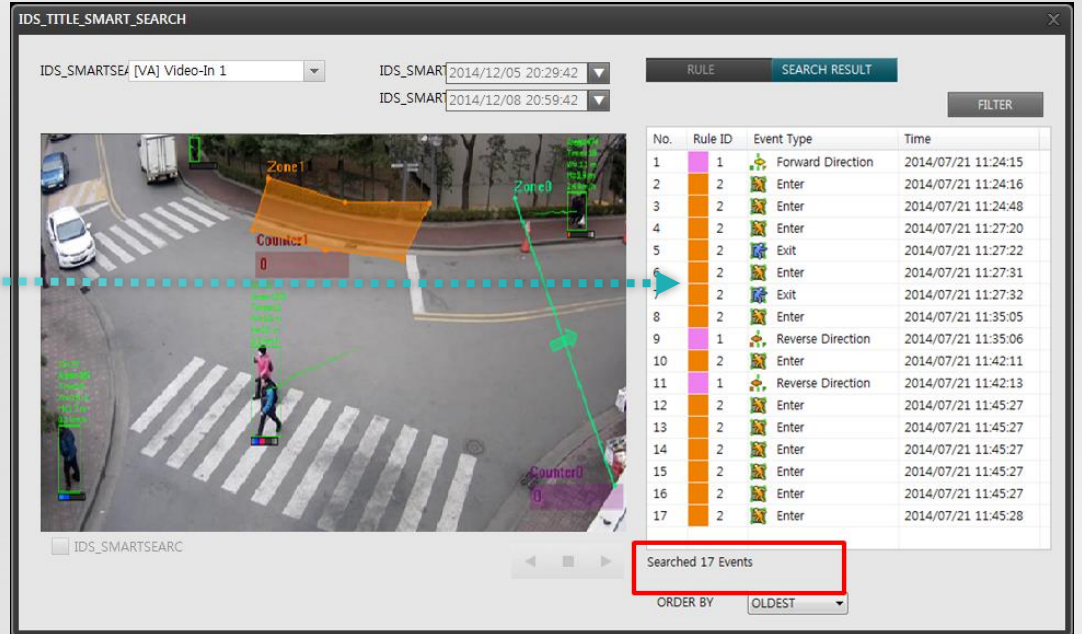 IDS_TITLE_SMART_SEARCH
IDS_SMARTSEA [VA] Video-In 1
IDS_SMART 2014/12/05 20:29:42
IDS_SMART 2014/12/08 20:59:42
RULE SEARCH RESULT
FILTER
Zone1
Zone0
Counter1
0
Counter0
0
No. Rule ID Event Type Time
1 1 Forward Direction 2014/07/21 11:24:15
2 2 Enter 2014/07/21 11:24:16
3 2 Enter 2014/07/21 11:24:48
4 2 Enter 2014/07/21 11:27:20
5 2 Exit 2014/07/21 11:27:22
6 2 Enter 2014/07/21 11:27:31
7 2 Exit 2014/07/21 11:27:32
8 2 Enter 2014/07/21 11:35:05
9 1 Reverse Direction 2014/07/21 11:35:06
10 2 Enter 2014/07/21 11:42:11
11 1 Reverse Direction 2014/07/21 11:42:13
12 2 Enter 2014/07/21 11:45:27
13 2 Enter 2014/07/21 11:45:27
14 2 Enter 2014/07/21 11:45:27
15 2 Enter 2014/07/21 11:45:27
16 2 Enter 2014/07/21 11:45:27
17 2 Enter 2014/07/21 11:45:28
IDS_SMARTSEARC
Searched 17 Events
ORDER BY OLDEST